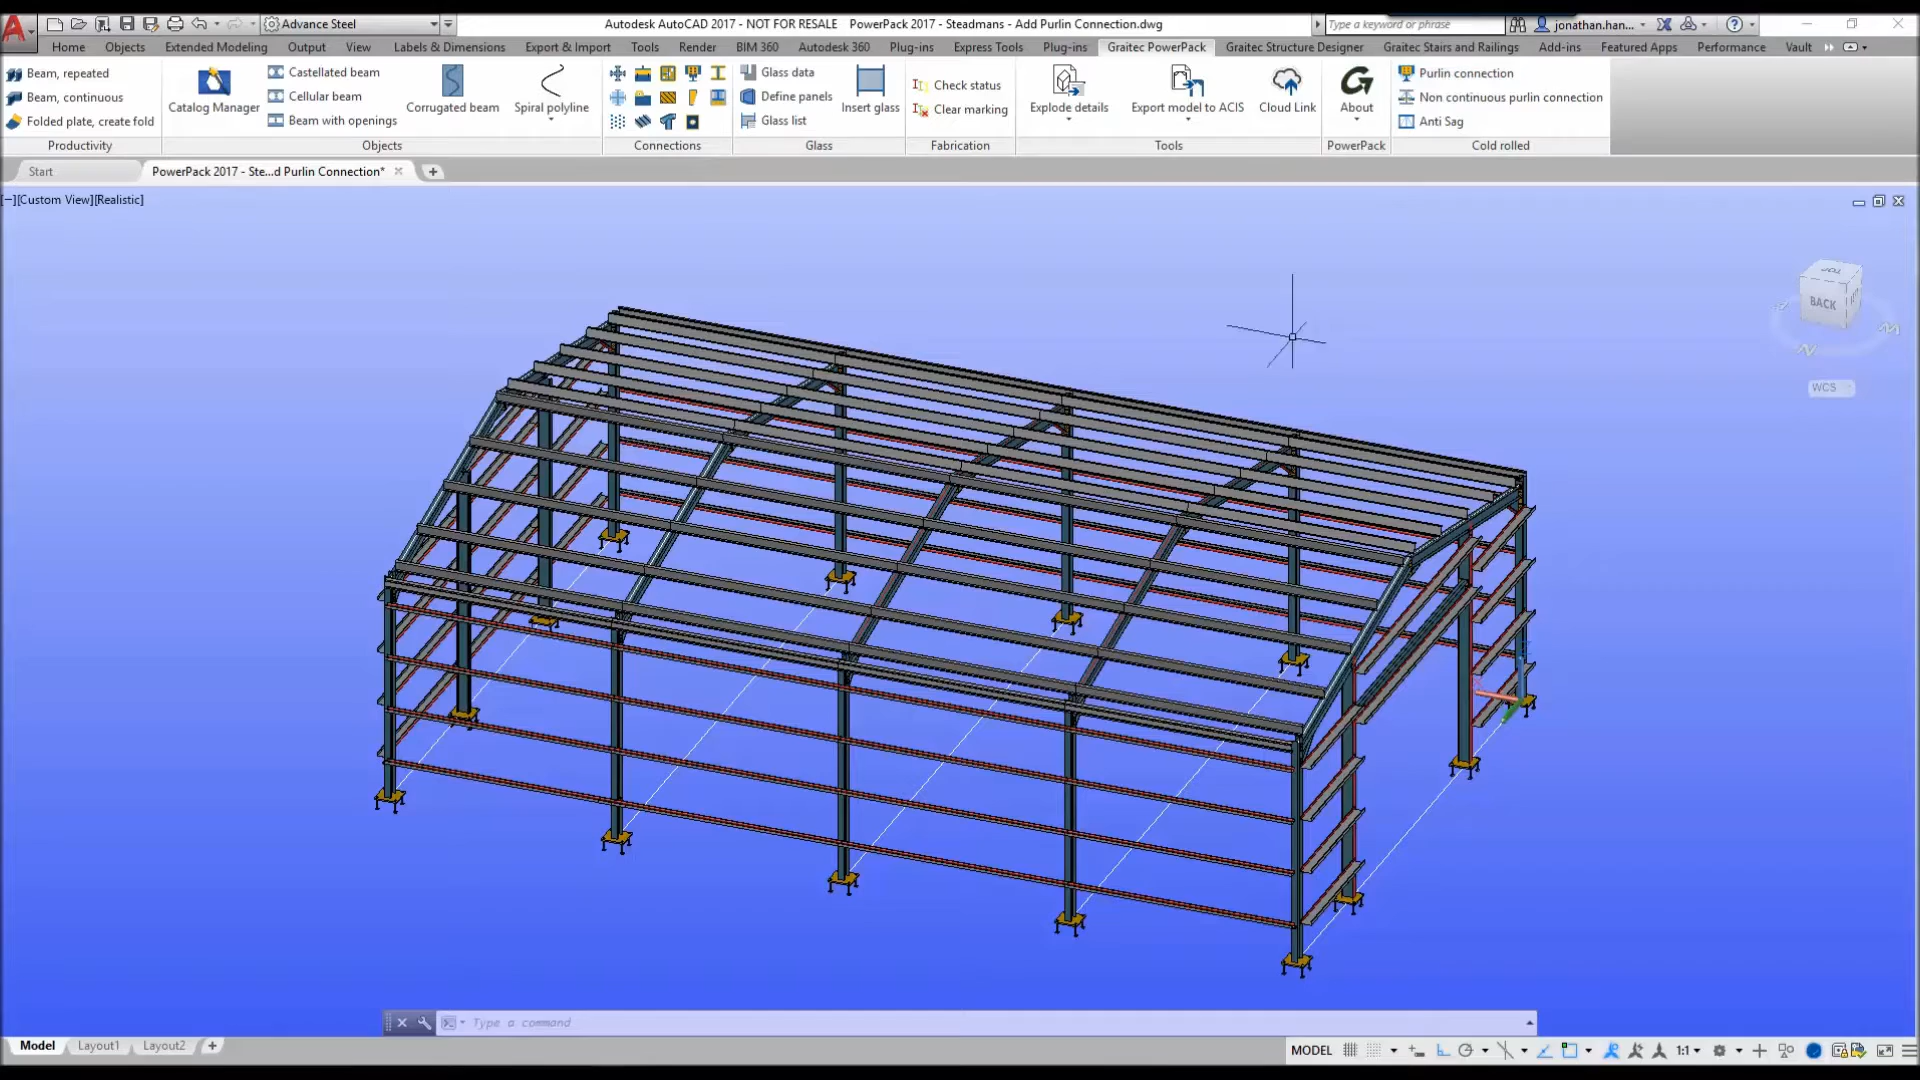 Advance Steel
Autodesk AutoCAD 2017 - NOT FOR RESALE PowerPack 2017 - Steadmans - Add Purlin Connection.dwg
Type a keyword or phrase
jonathan.han...
Home Objects Extended Modeling Output View Labels & Dimensions Export & Import Tools Render BIM 360 Autodesk 360 Plug-ins Express Tools Plug-ins Graitec PowerPack Graitec Structure Designer Graitec Stairs and Railings Add-ins Featured Apps Performance Vault
Beam, repeated
Beam, continuous
Folded plate, create fold
Productivity
Catalog Manager
Castellated beam
Cellular beam
Beam with openings
Corrugated beam
Spiral polyline
Objects
Connections
Glass data
Define panels
Glass list
Insert glass
Glass
Check status
Clear marking
Fabrication
Explode details
Export model to ACIS
Cloud Link
Tools
About
PowerPack
Purlin connection
Non continuous purlin connection
Anti Sag
Cold rolled
Start
PowerPack 2017 - Ste...d Purlin Connection*
[−][Custom View][Realistic]
TOP
BACK
N
WCS
Type a command
Model Layout1 Layout2
MODEL
1:1